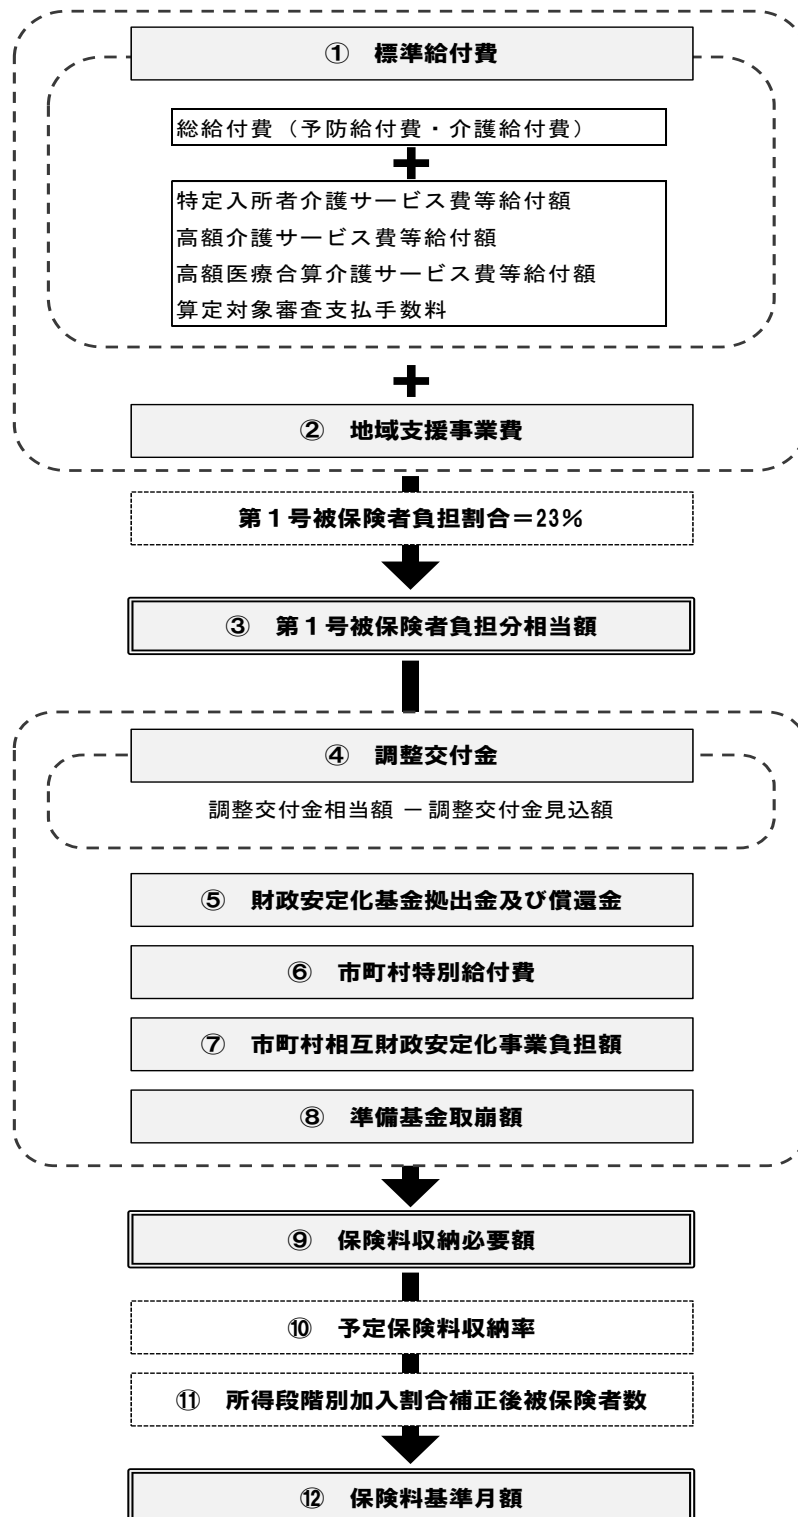 ① 標準給付費
総給付費（予防給付費・介護給付費）
特定入所者介護サービス費等給付額
高額介護サービス費等給付額
高額医療合算介護サービス費等給付額
算定対象審査支払手数料
② 地域支援事業費
第１号被保険者負担割合＝23％
③ 第１号被保険者負担分相当額
④ 調整交付金
調整交付金相当額 － 調整交付金見込額
⑤ 財政安定化基金拠出金及び償還金
⑥ 市町村特別給付費
⑦ 市町村相互財政安定化事業負担額
⑧ 準備基金取崩額
⑨ 保険料収納必要額
⑩ 予定保険料収納率
⑪ 所得段階別加入割合補正後被保険者数
⑫ 保険料基準月額